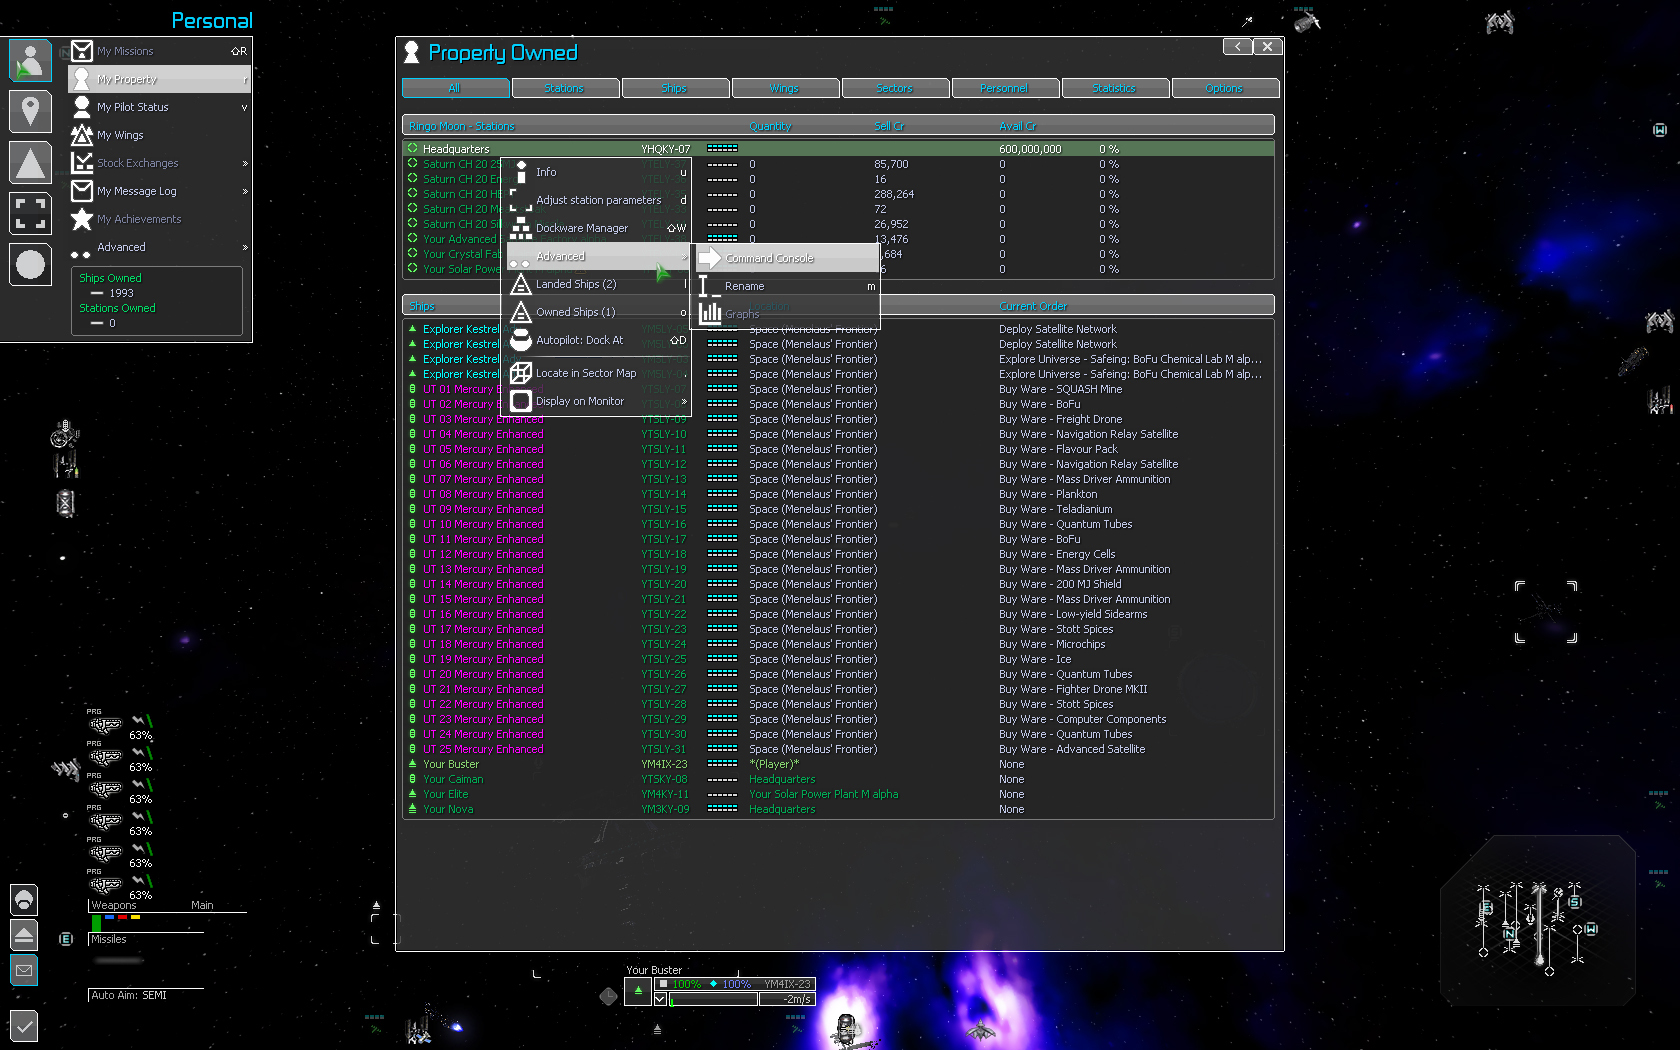 Personal
My Missions ⇧R
My Property r
My Pilot Status v
My Wings
Stock Exchanges »
My Message Log »
My Achievements
Advanced »
Ships Owned
1993
Stations Owned
0
Property Owned
All Stations Ships Wings Sectors Personnel Statistics Options
Ringo Moon - Stations Quantity Sell Cr Avail Cr
Headquarters YHQKY-07 600,000,000 0 %
Saturn CH 20 0 85,700 0 0 %
Saturn CH 20 0 16 0 0 %
Saturn CH 20 0 288,264 0 0 %
Saturn CH 20 0 72 0 0 %
Saturn CH 20 0 26,952 0 0 %
Your Advanced 0 0 0 %
Your Crystal Fab 0 0 %
Your Solar Power 0 0 %
Info u
Adjust station parameters d
Dockware Manager ⇧W
Advanced »
Landed Ships (2) l
Owned Ships (1) o
Autopilot: Dock At ⇧D
Locate in Sector Map ,
Display on Monitor »
Command Console
Rename m
Graphs
Ships Current Order
Explorer Kestrel Space (Menelaus' Frontier) Deploy Satellite Network
Explorer Kestrel Space (Menelaus' Frontier) Deploy Satellite Network
Explorer Kestrel Space (Menelaus' Frontier) Explore Universe - Safeing: BoFu Chemical Lab M alp...
Explorer Kestrel Space (Menelaus' Frontier) Explore Universe - Safeing: BoFu Chemical Lab M alp...
UT 01 Mercury Space (Menelaus' Frontier) Buy Ware - SQUASH Mine
UT 02 Mercury Space (Menelaus' Frontier) Buy Ware - BoFu
UT 03 Mercury Enhanced YTSLY-09 Space (Menelaus' Frontier) Buy Ware - Freight Drone
UT 04 Mercury Enhanced YTSLY-10 Space (Menelaus' Frontier) Buy Ware - Navigation Relay Satellite
UT 05 Mercury Enhanced YTSLY-11 Space (Menelaus' Frontier) Buy Ware - Flavour Pack
UT 06 Mercury Enhanced YTSLY-12 Space (Menelaus' Frontier) Buy Ware - Navigation Relay Satellite
UT 07 Mercury Enhanced YTSLY-13 Space (Menelaus' Frontier) Buy Ware - Mass Driver Ammunition
UT 08 Mercury Enhanced YTSLY-14 Space (Menelaus' Frontier) Buy Ware - Plankton
UT 09 Mercury Enhanced YTSLY-15 Space (Menelaus' Frontier) Buy Ware - Teladianium
UT 10 Mercury Enhanced YTSLY-16 Space (Menelaus' Frontier) Buy Ware - Quantum Tubes
UT 11 Mercury Enhanced YTSLY-17 Space (Menelaus' Frontier) Buy Ware - BoFu
UT 12 Mercury Enhanced YTSLY-18 Space (Menelaus' Frontier) Buy Ware - Energy Cells
UT 13 Mercury Enhanced YTSLY-19 Space (Menelaus' Frontier) Buy Ware - Mass Driver Ammunition
UT 14 Mercury Enhanced YTSLY-20 Space (Menelaus' Frontier) Buy Ware - 200 MJ Shield
UT 15 Mercury Enhanced YTSLY-21 Space (Menelaus' Frontier) Buy Ware - Mass Driver Ammunition
UT 16 Mercury Enhanced YTSLY-22 Space (Menelaus' Frontier) Buy Ware - Low-yield Sidearms
UT 17 Mercury Enhanced YTSLY-23 Space (Menelaus' Frontier) Buy Ware - Stott Spices
UT 18 Mercury Enhanced YTSLY-24 Space (Menelaus' Frontier) Buy Ware - Microchips
UT 19 Mercury Enhanced YTSLY-25 Space (Menelaus' Frontier) Buy Ware - Ice
UT 20 Mercury Enhanced YTSLY-26 Space (Menelaus' Frontier) Buy Ware - Quantum Tubes
UT 21 Mercury Enhanced YTSLY-27 Space (Menelaus' Frontier) Buy Ware - Fighter Drone MKII
UT 22 Mercury Enhanced YTSLY-28 Space (Menelaus' Frontier) Buy Ware - Stott Spices
UT 23 Mercury Enhanced YTSLY-29 Space (Menelaus' Frontier) Buy Ware - Computer Components
UT 24 Mercury Enhanced YTSLY-30 Space (Menelaus' Frontier) Buy Ware - Quantum Tubes
UT 25 Mercury Enhanced YTSLY-31 Space (Menelaus' Frontier) Buy Ware - Advanced Satellite
Your Buster YM4IX-23 *(Player)* None
Your Caiman YTSKY-08 Headquarters None
Your Elite YM4KY-11 Your Solar Power Plant M alpha None
Your Nova YM3KY-09 Headquarters None
PRG
63%
PRG
63%
PRG
63%
PRG
63%
PRG
63%
PRG
63%
Weapons Main
Missiles
Auto Aim: SEMI
Your Buster
100% 100% YM4IX-23
-2m/s
E
W
E
N
S
W